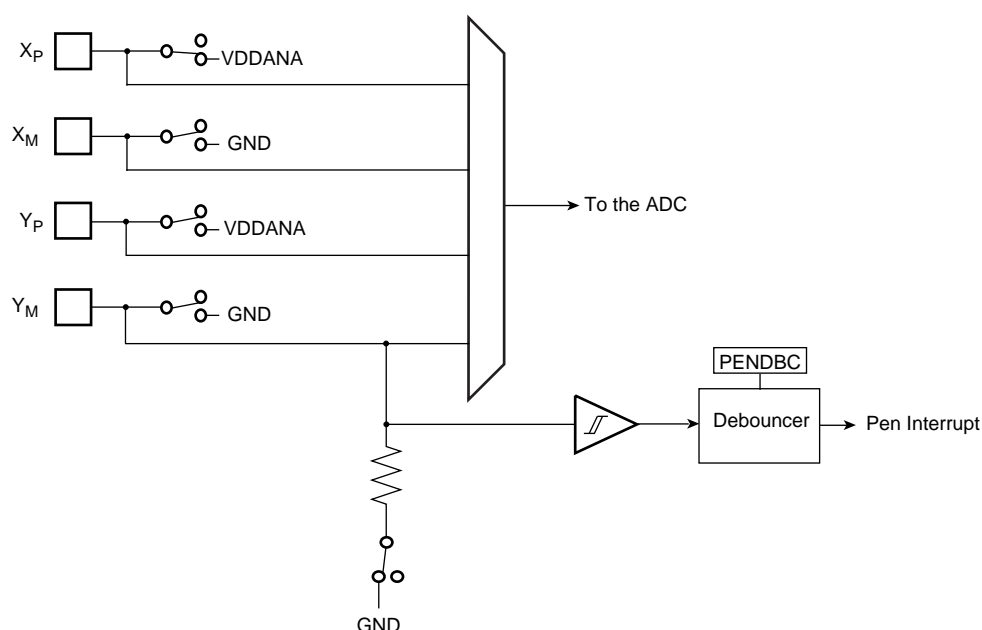 XP
VDDANA
XM
GND
To the ADC
YP
VDDANA
YM
GND
PENDBC
Debouncer
Pen Interrupt
GND